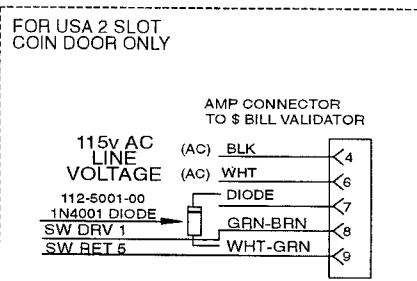 FOR USA 2 SLOT
COIN DOOR ONLY
AMP CONNECTOR
TO $ BILL VALIDATOR
115v AC
LINE
VOLTAGE
(AC) BLK
4
(AC) WHT
6
DIODE
7
112-5001-00
1N4001 DIODE
SW DRV 1
GRN-BRN
8
SW RET 5
WHT-GRN
9